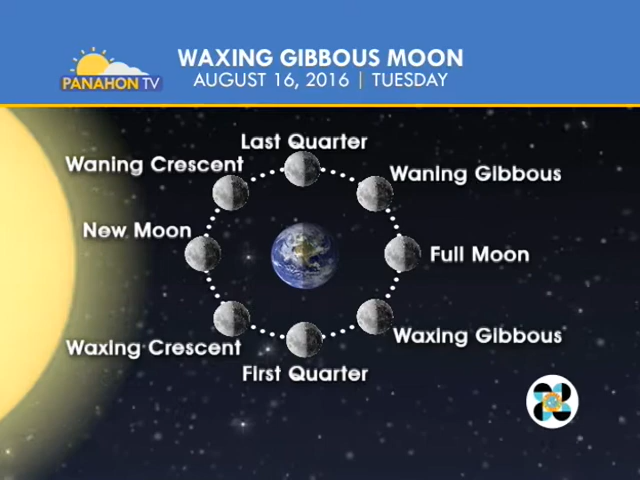 WAXING GIBBOUS MOON
AUGUST 16, 2016 | TUESDAY
PANAHON TV
Last Quarter
Waning Crescent
Waning Gibbous
New Moon
Full Moon
Waxing Crescent
Waxing Gibbous
First Quarter